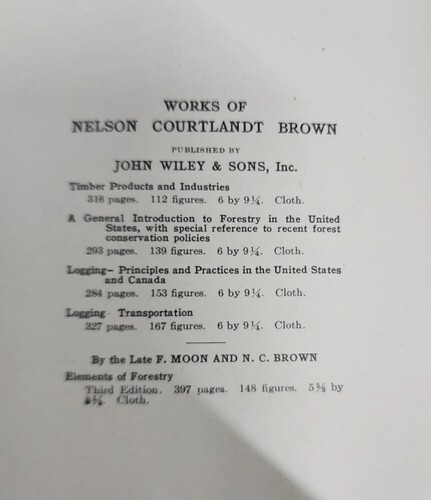 WORKS OF
NELSON COURTLANDT BROWN
PUBLISHED BY
JOHN WILEY & SONS, Inc.
Timber Products and Industries
316 pages. 112 figures. 6 by 9¼. Cloth.
A General Introduction to Forestry in the United
States, with special reference to recent forest
conservation policies
293 pages. 139 figures. 6 by 9¼. Cloth.
Logging—Principles and Practices in the United States
and Canada
284 pages. 153 figures. 6 by 9¼. Cloth.
Logging Transportation
327 pages. 167 figures. 6 by 9¼. Cloth.
By the Late F. MOON AND N. C. BROWN
Elements of Forestry
Third Edition. 397 pages. 148 figures. 5⅜ by
Cloth.